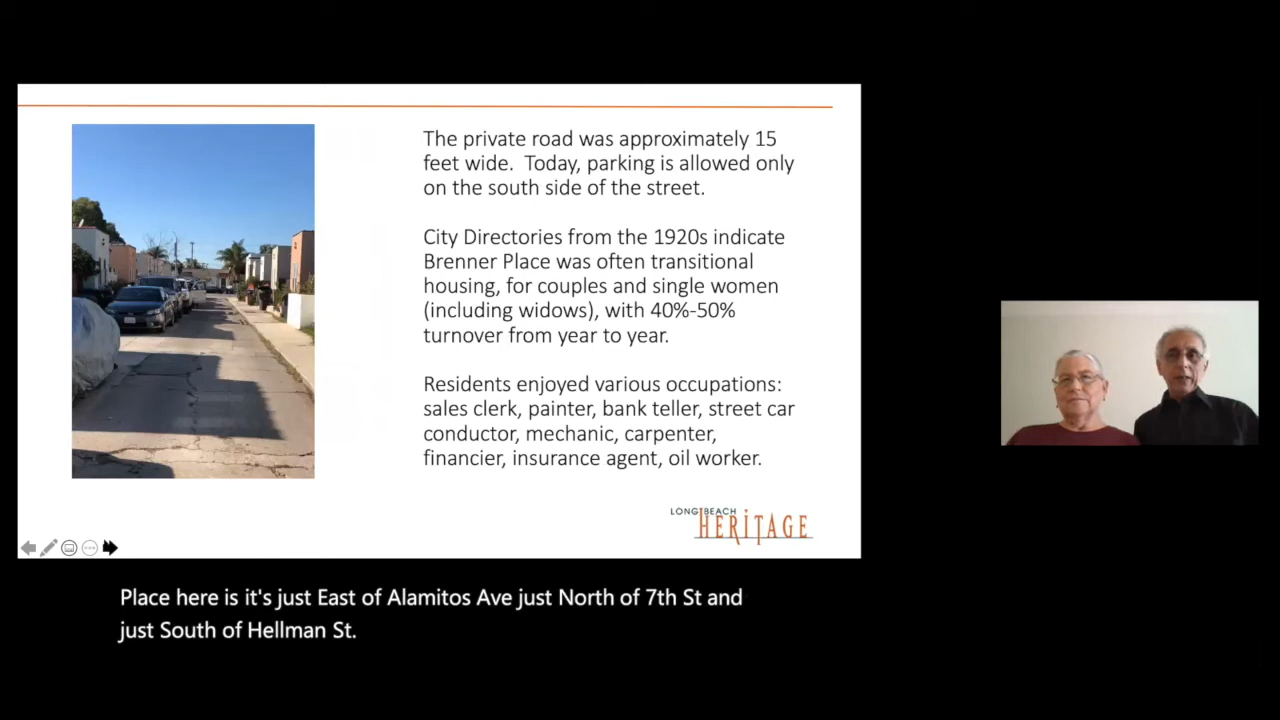 The private road was approximately 15
feet wide.  Today, parking is allowed only
on the south side of the street.
City Directories from the 1920s indicate
Brenner Place was often transitional
housing, for couples and single women
(including widows), with 40%-50%
turnover from year to year.
Residents enjoyed various occupations:
sales clerk, painter, bank teller, street car
conductor, mechanic, carpenter,
financier, insurance agent, oil worker.
LONG BEACH
HERITAGE
Place here is it's just East of Alamitos Ave just North of 7th St and
just South of Hellman St.